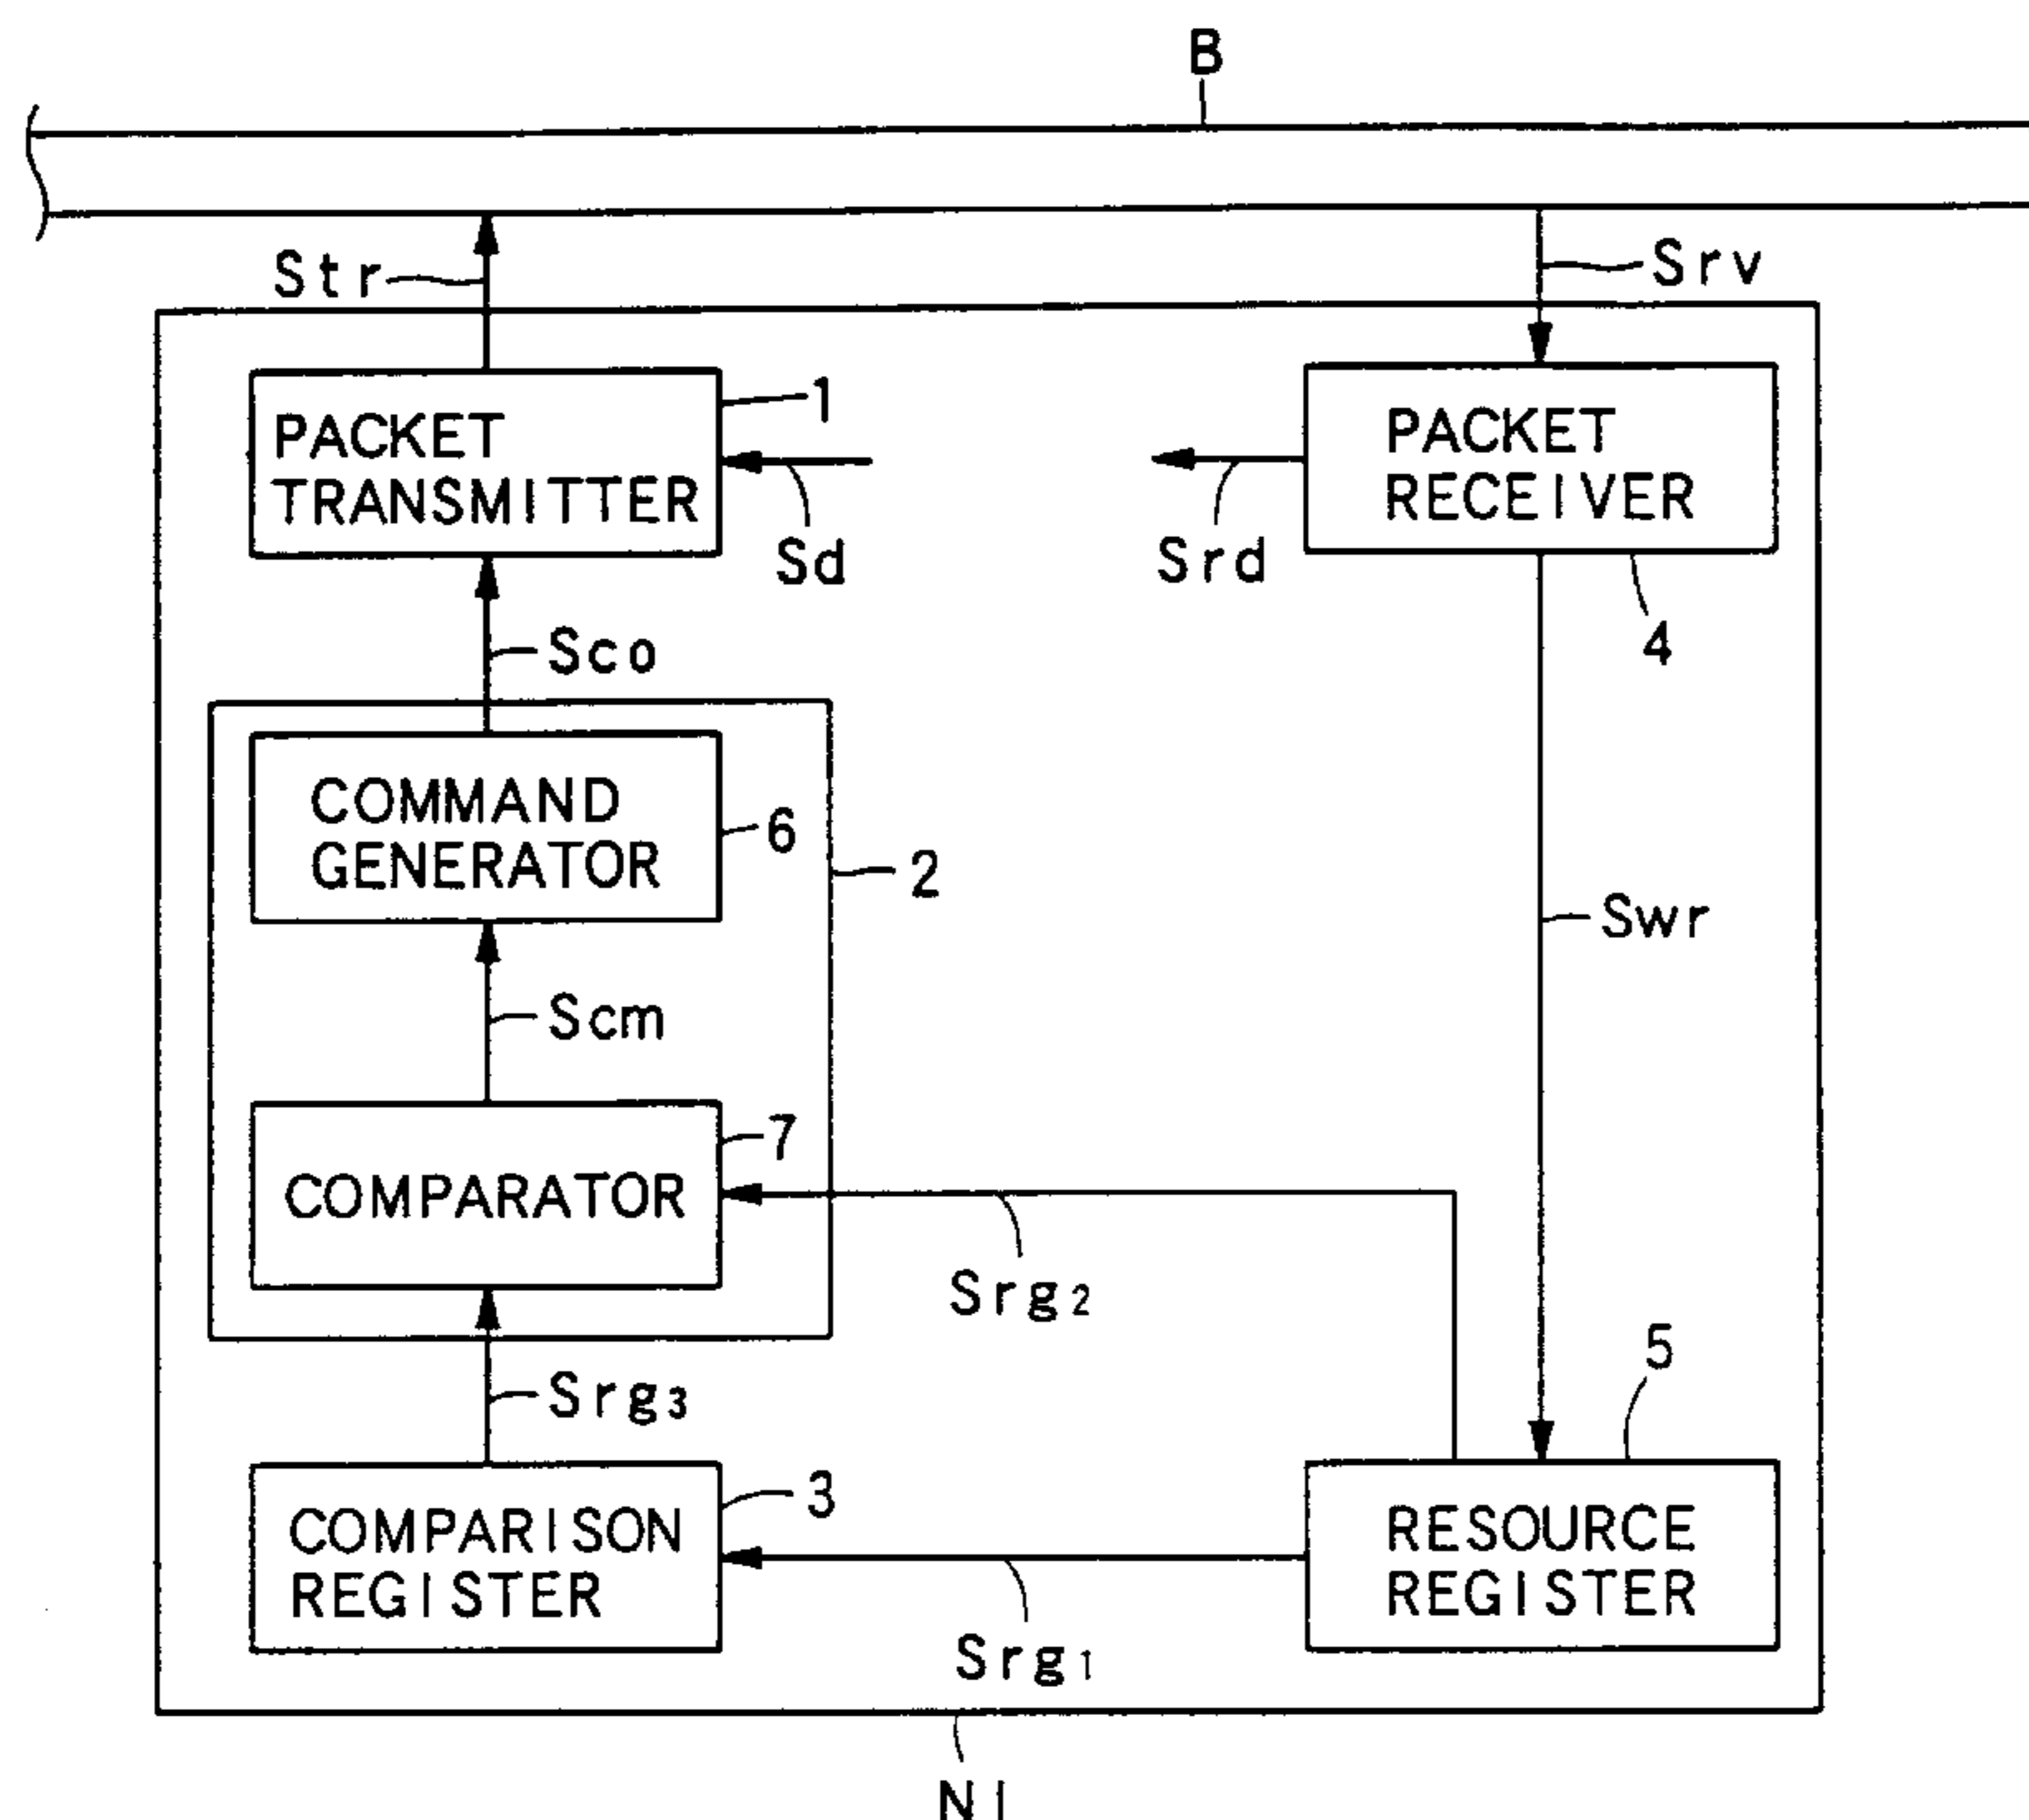 B
Str
Srv
PACKET
TRANSMITTER
1
Sd
PACKET
RECEIVER
Srd
4
Sco
COMMAND
GENERATOR
6
2
Swr
Scm
COMPARATOR
7
Srg2
5
Srg3
COMPARISON
REGISTER
3
RESOURCE
REGISTER
Srg1